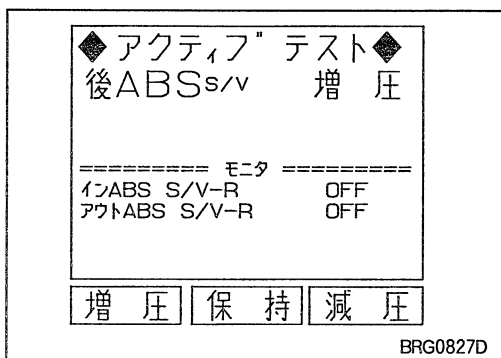 ◆アクティブ テスト◆
後ABS S/V 増 圧
========= モニタ =========
インABS S/V-R OFF
アウトABS S/V-R OFF
増 圧 保 持 減 圧
BRG0827D